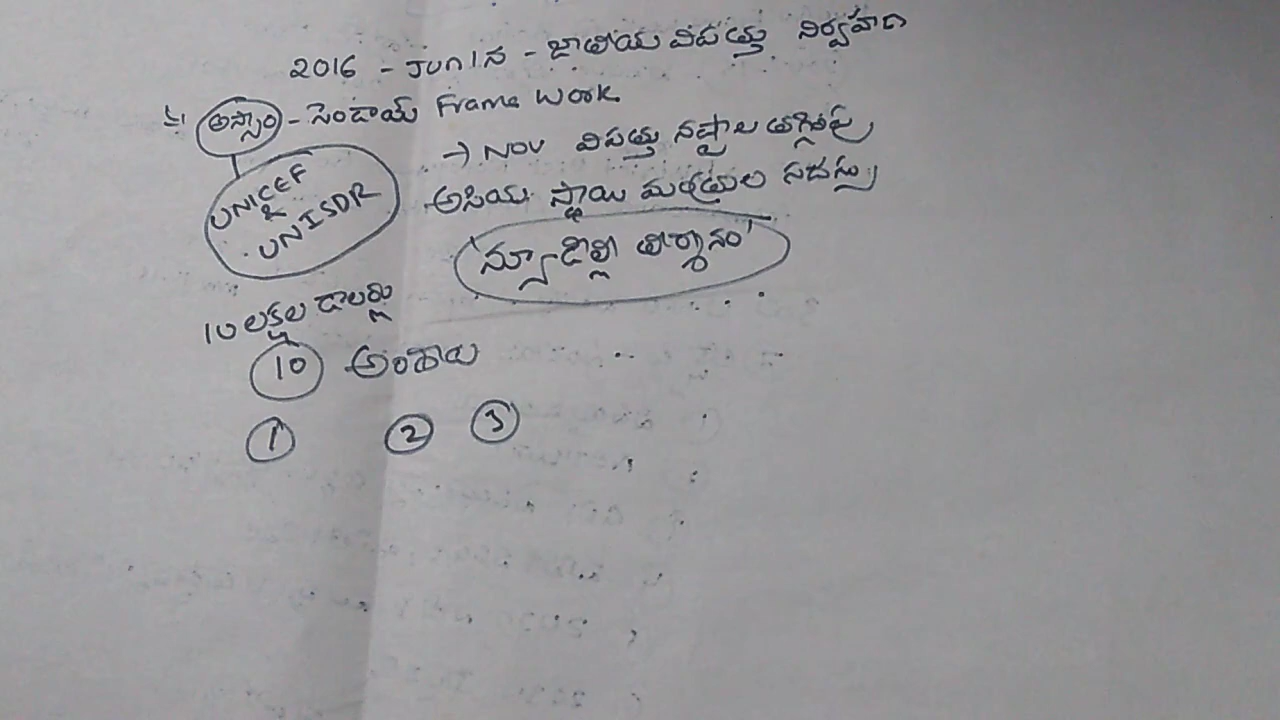 2016 - JUn 1న - జాతీయ విపత్తు నిర్వహణ
అస్సాం - సెండాయ్ Frame Work
→ Nov విపత్తు నష్టాల తగ్గింపు
UNICEF & UNISDR
అసియ స్థాయి మంత్రుల సదస్సు
'న్యూఢిల్లీ తీర్మానం'
10 లక్షల డాలర్లు
10 అంశాలు
1 2 3